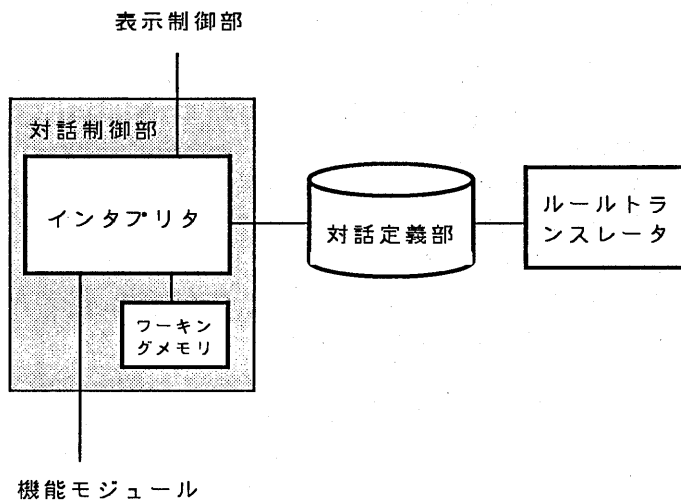 表示制御部
対話制御部
インタプリタ
対話定義部
ルールトラ
ンスレータ
ワーキン
グメモリ
機能モジュール